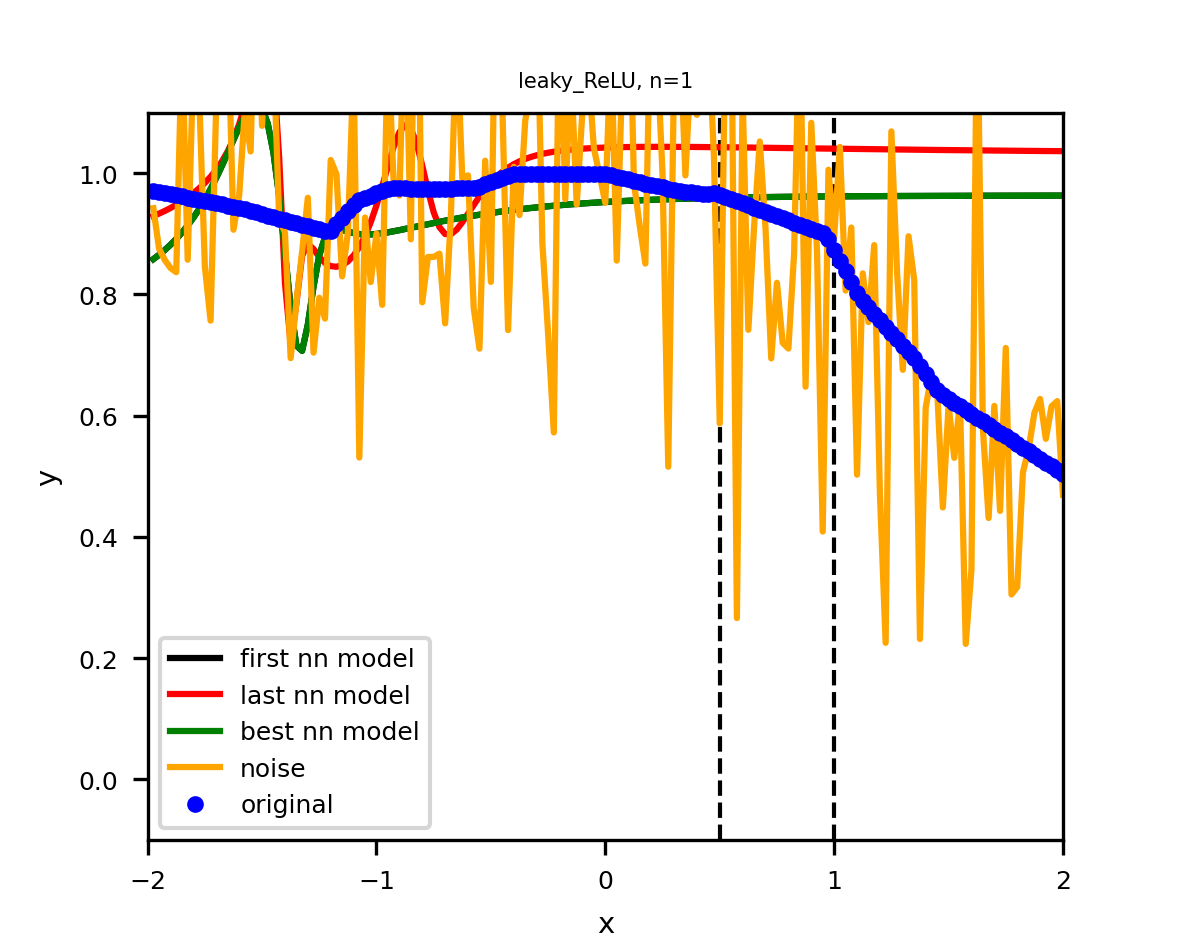 leaky_ReLU, n=1
1.0
0.8
0.6
0.4
0.2
0.0
y
first nn model
last nn model
best nn model
noise
original
−2
−1
0
1
2
x